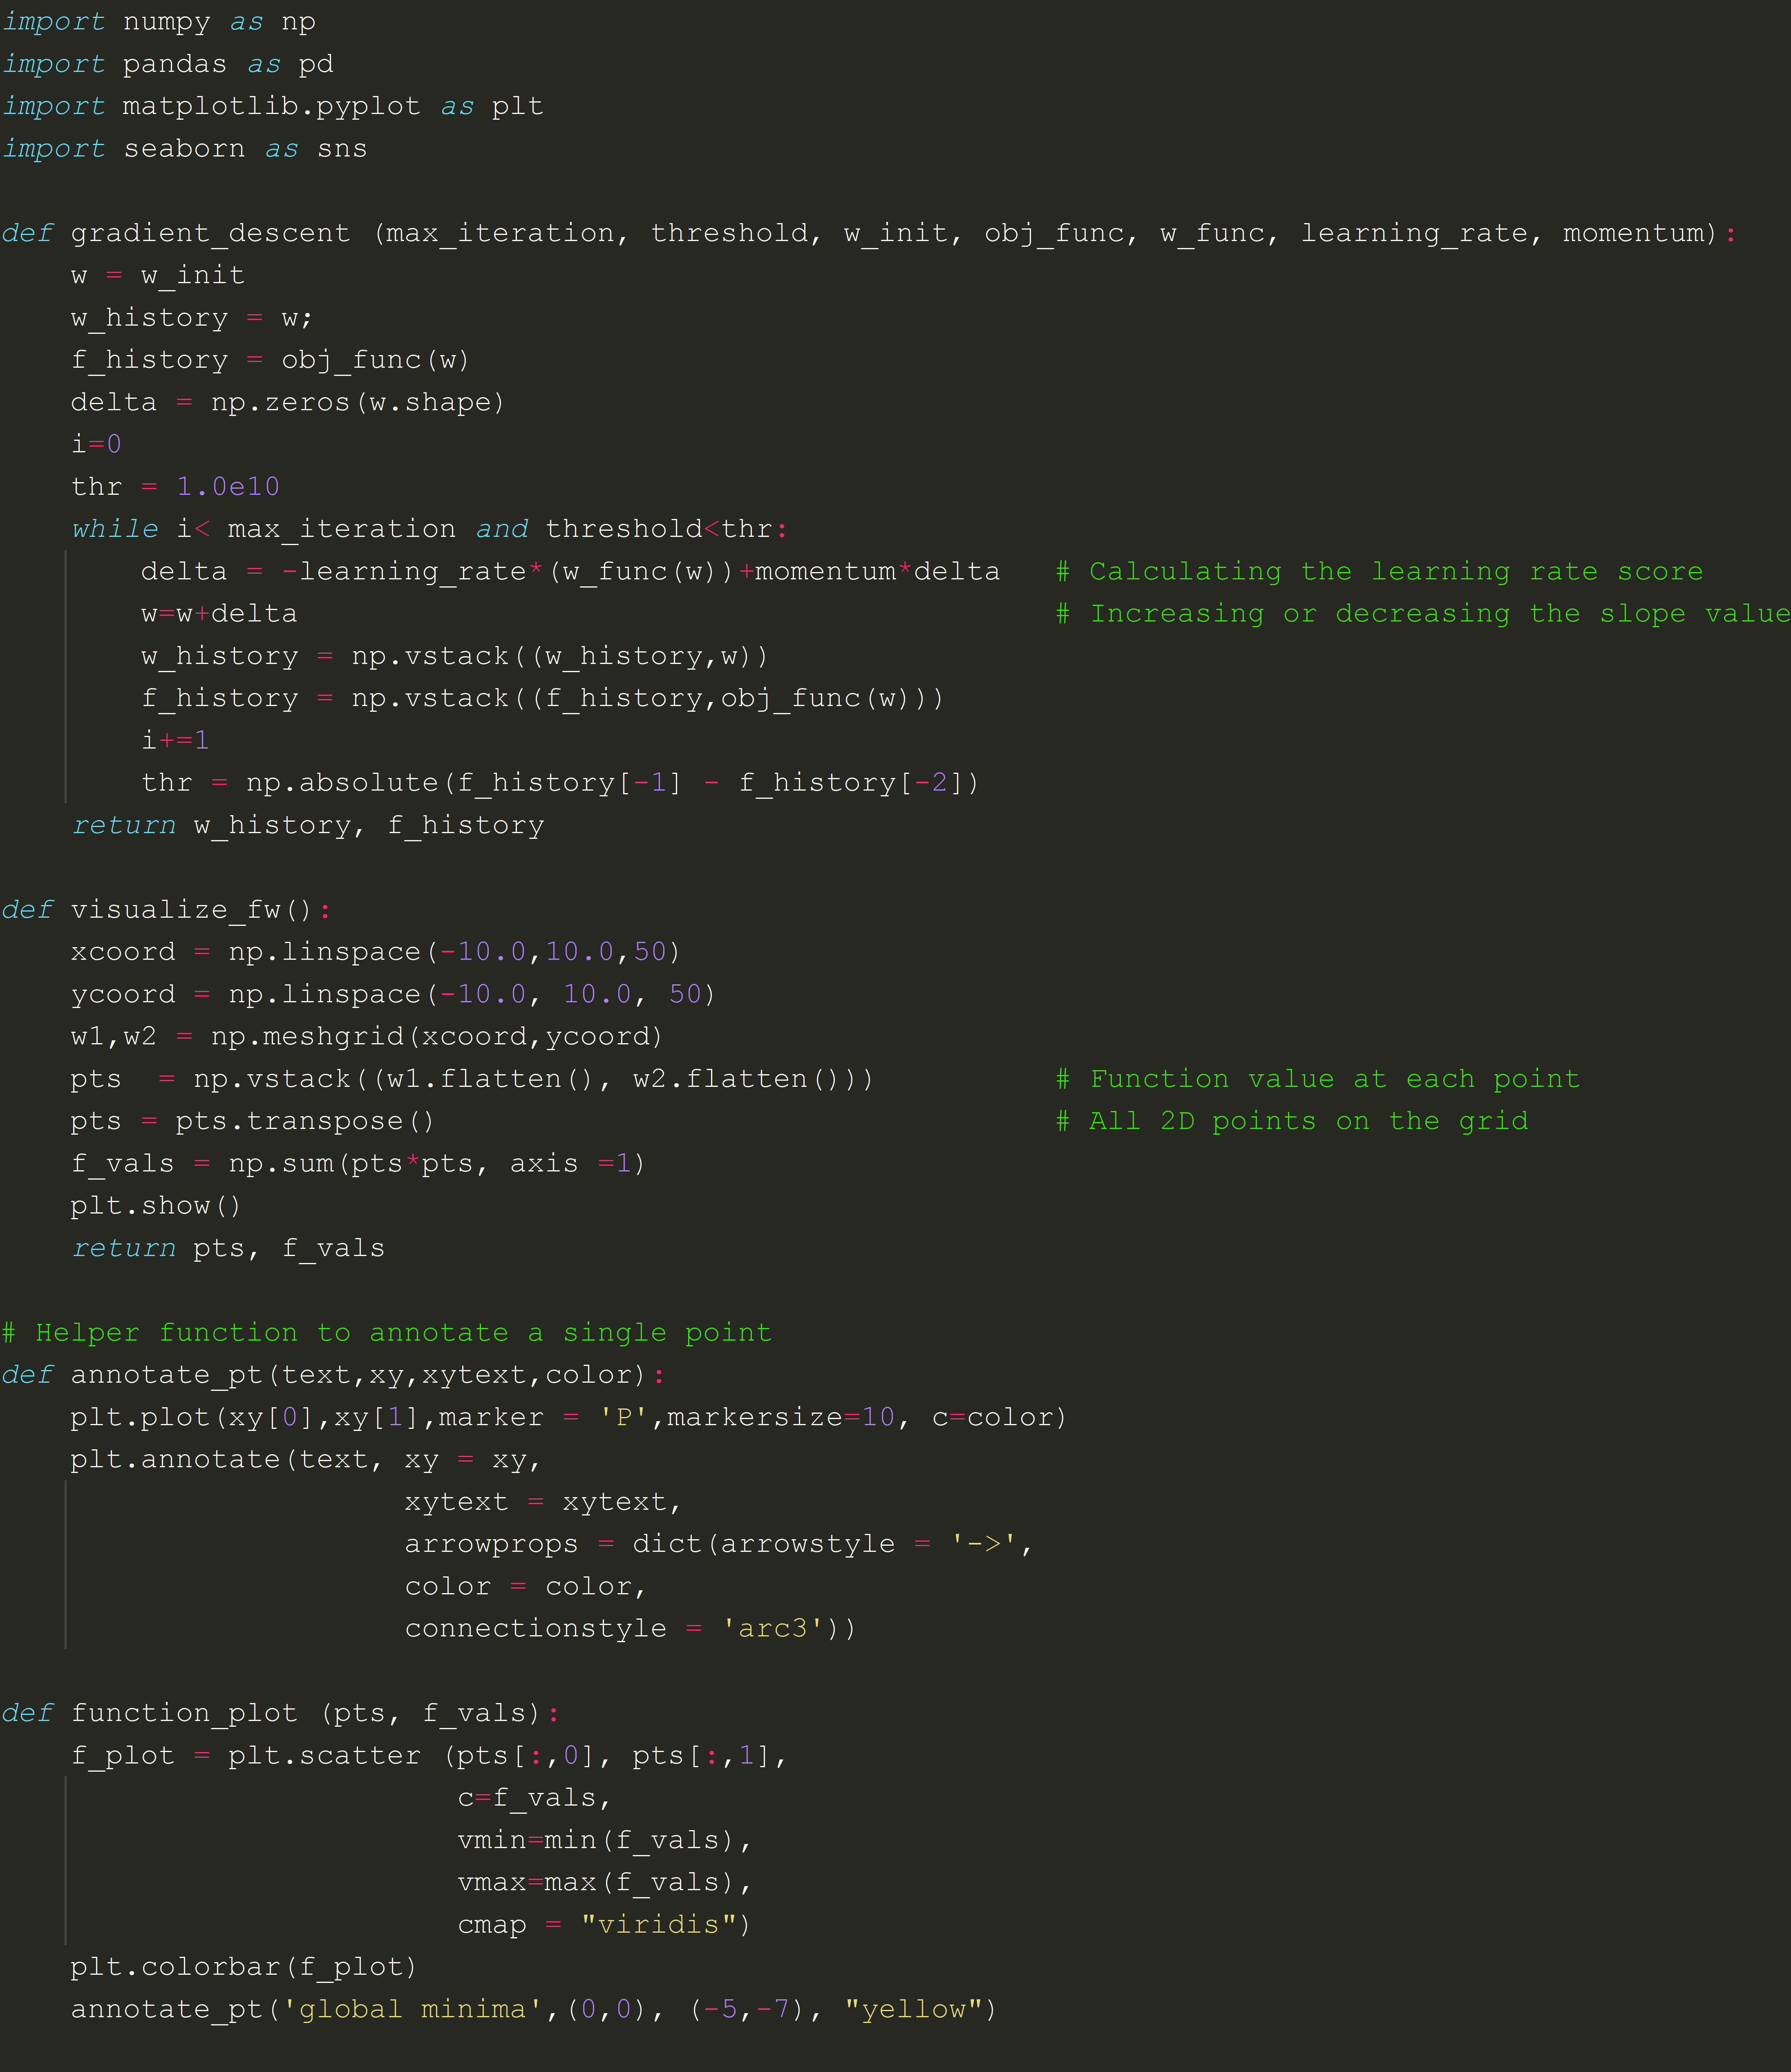 import numpy as np
import pandas as pd
import matplotlib.pyplot as plt
import seaborn as sns

def gradient_descent (max_iteration, threshold, w_init, obj_func, w_func, learning_rate, momentum):
    w = w_init
    w_history = w;
    f_history = obj_func(w)
    delta = np.zeros(w.shape)
    i=0
    thr = 1.0e10
    while i< max_iteration and threshold<thr:
        delta = -learning_rate*(w_func(w))+momentum*delta   # Calculating the learning rate score
        w=w+delta                                           # Increasing or decreasing the slope value
        w_history = np.vstack((w_history,w))
        f_history = np.vstack((f_history,obj_func(w)))
        i+=1
        thr = np.absolute(f_history[-1] - f_history[-2])
    return w_history, f_history

def visualize_fw():
    xcoord = np.linspace(-10.0,10.0,50)
    ycoord = np.linspace(-10.0, 10.0, 50)
    w1,w2 = np.meshgrid(xcoord,ycoord)
    pts  = np.vstack((w1.flatten(), w2.flatten()))          # Function value at each point
    pts = pts.transpose()                                   # All 2D points on the grid
    f_vals = np.sum(pts*pts, axis =1)
    plt.show()
    return pts, f_vals

# Helper function to annotate a single point
def annotate_pt(text,xy,xytext,color):
    plt.plot(xy[0],xy[1],marker = 'P',markersize=10, c=color)
    plt.annotate(text, xy = xy,
                       xytext = xytext,
                       arrowprops = dict(arrowstyle = '->',
                       color = color,
                       connectionstyle = 'arc3'))

def function_plot (pts, f_vals):
    f_plot = plt.scatter (pts[:,0], pts[:,1],
                          c=f_vals,
                          vmin=min(f_vals),
                          vmax=max(f_vals),
                          cmap = "viridis")
    plt.colorbar(f_plot)
    annotate_pt('global minima',(0,0), (-5,-7), "yellow")